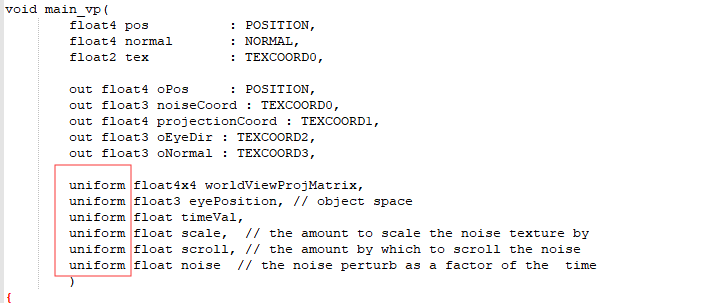 void main_vp(
float4 pos : POSITION,
float4 normal : NORMAL,
float2 tex : TEXCOORD0,
out float4 oPos : POSITION,
out float3 noiseCoord : TEXCOORD0,
out float4 projectionCoord : TEXCOORD1,
out float3 oEyeDir : TEXCOORD2,
out float3 oNormal : TEXCOORD3,
uniform float4x4 worldViewProjMatrix,
uniform float3 eyePosition, // object space
uniform float timeVal,
uniform float scale, // the amount to scale the noise texture by
uniform float scroll, // the amount by which to scroll the noise
uniform float noise // the noise perturb as a factor of the time
)
{